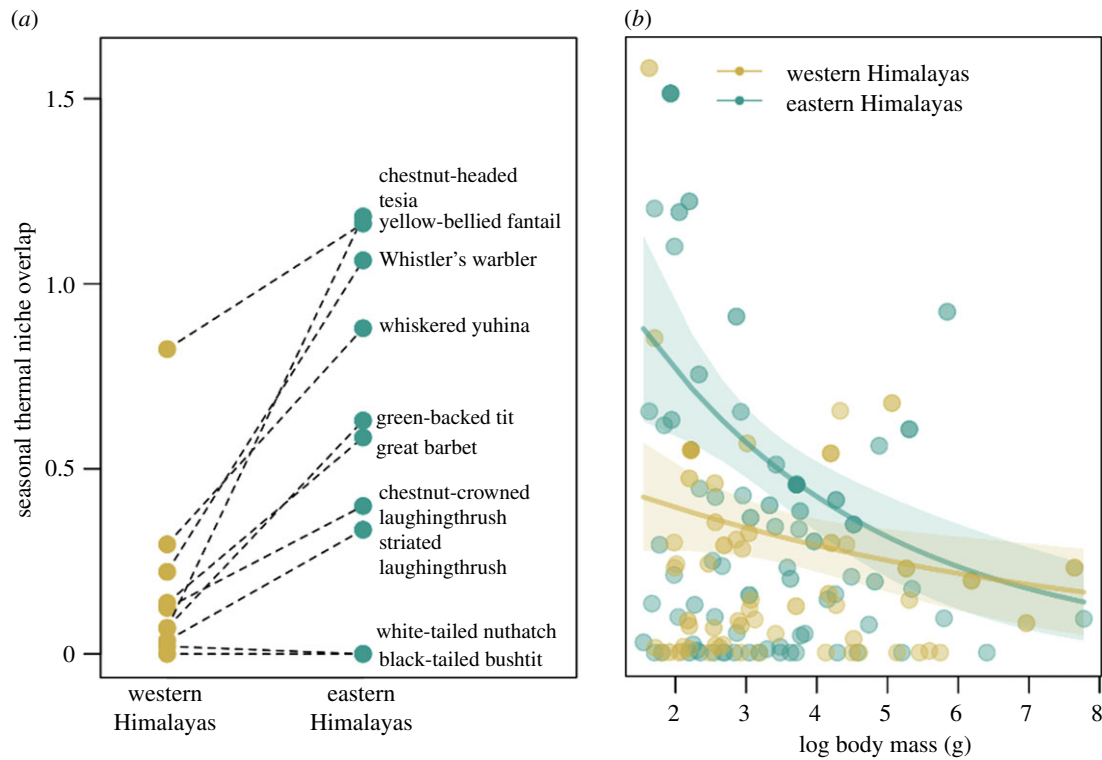 (a)
seasonal thermal niche overlap
1.5
1.0
0.5
0
chestnut-headed
tesia
yellow-bellied fantail
Whistler's warbler
whiskered yuhina
green-backed tit
great barbet
chestnut-crowned
laughingthrush
striated
laughingthrush
white-tailed nuthatch
black-tailed bushtit
western
Himalayas
eastern
Himalayas
(b)
western Himalayas
eastern Himalayas
2 3 4 5 6 7 8
log body mass (g)